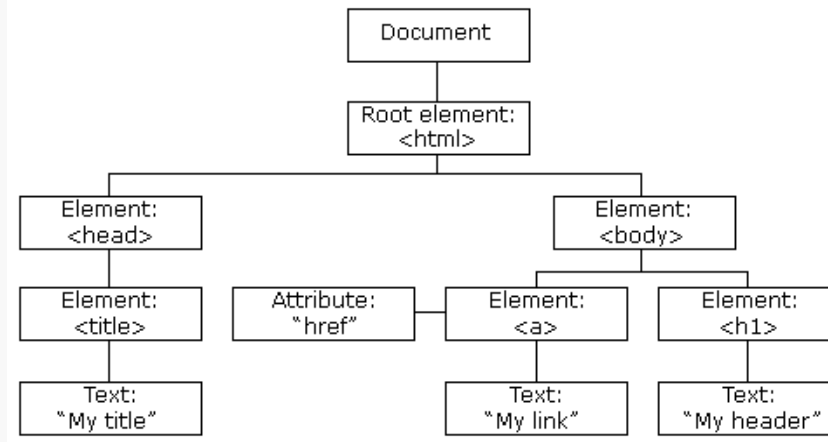 Document
Root element:
<html>
Element:
<head>
Element:
<body>
Element:
<title>
Attribute:
“href”
Element:
<a>
Element:
<h1>
Text:
“My title”
Text:
“My link”
Text:
“My header”